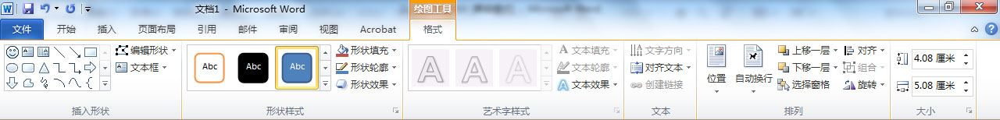 文档1 - Microsoft Word
绘图工具
文件 开始 插入 页面布局 引用 邮件 审阅 视图 Acrobat 格式
编辑形状 Abc Abc Abc 形状填充 A 文本填充 文字方向 上移一层 对齐 4.08 厘米
文本框 形状轮廓 A A A 文本轮廓 对齐文本 位置 自动换行 下移一层 组合
形状效果 文本效果 创建链接 选择窗格 旋转 5.08 厘米
插入形状 形状样式 艺术字样式 文本 排列 大小